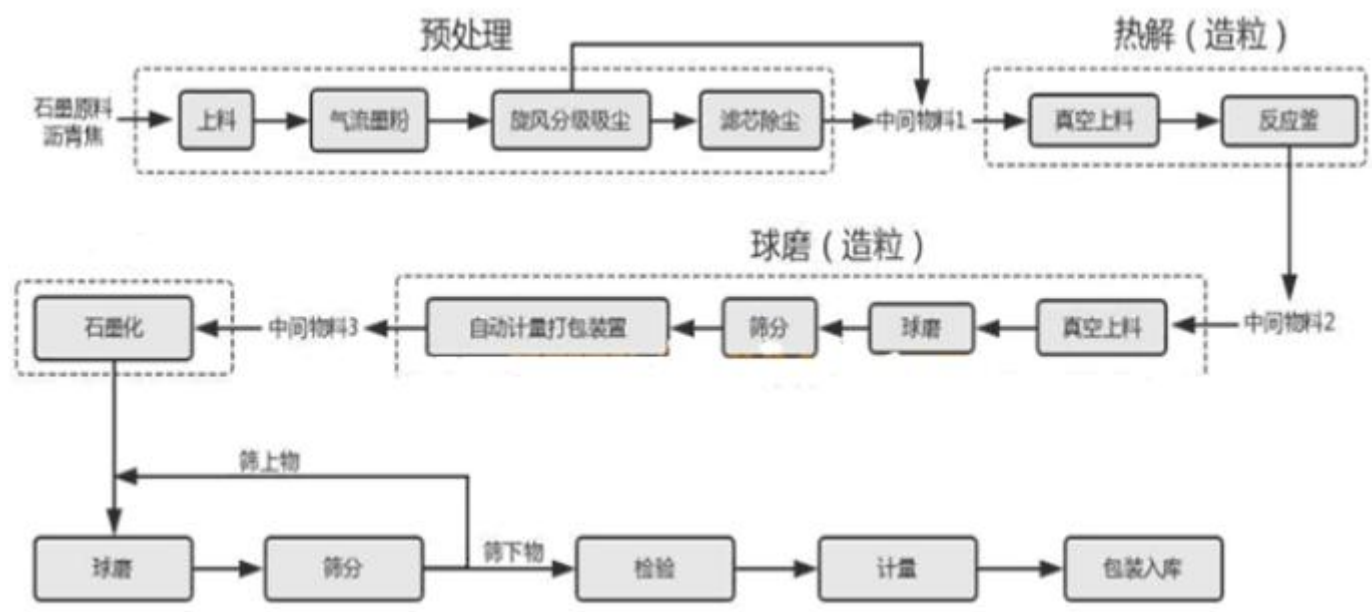 预处理
热解（造粒）
石墨原料
沥青焦
上料
气流墨粉
旋风分级吸尘
滤芯除尘
中间物料1
真空上料
反应釜
球磨（造粒）
石墨化
中间物料3
自动计量打包装置
筛分
球磨
真空上料
中间物料2
筛上物
球磨
筛分
筛下物
检验
计量
包装入库